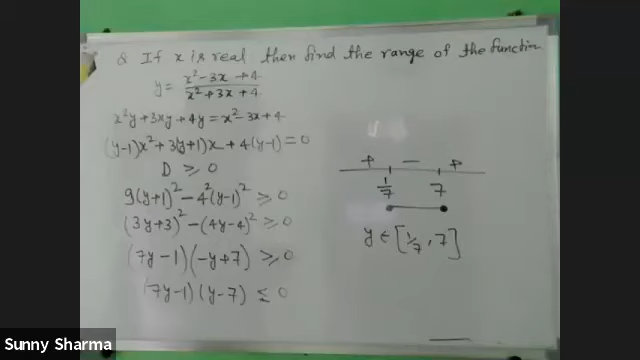 Q If x is real then find the range of the function
y = (x² - 3x + 4)/(x² + 3x + 4)
x²y + 3xy + 4y = x² - 3x + 4
(y-1)x² + 3(y+1)x + 4(y-1) = 0
D ≥ 0
9(y+1)² - 4²(y-1)² ≥ 0
(3y+3)² - (4y-4)² ≥ 0
(7y-1)(-y+7) ≥ 0
(7y-1)(y-7) ≤ 0
+ - +
1/7 7
y ∈ [1/7, 7]
Sunny Sharma